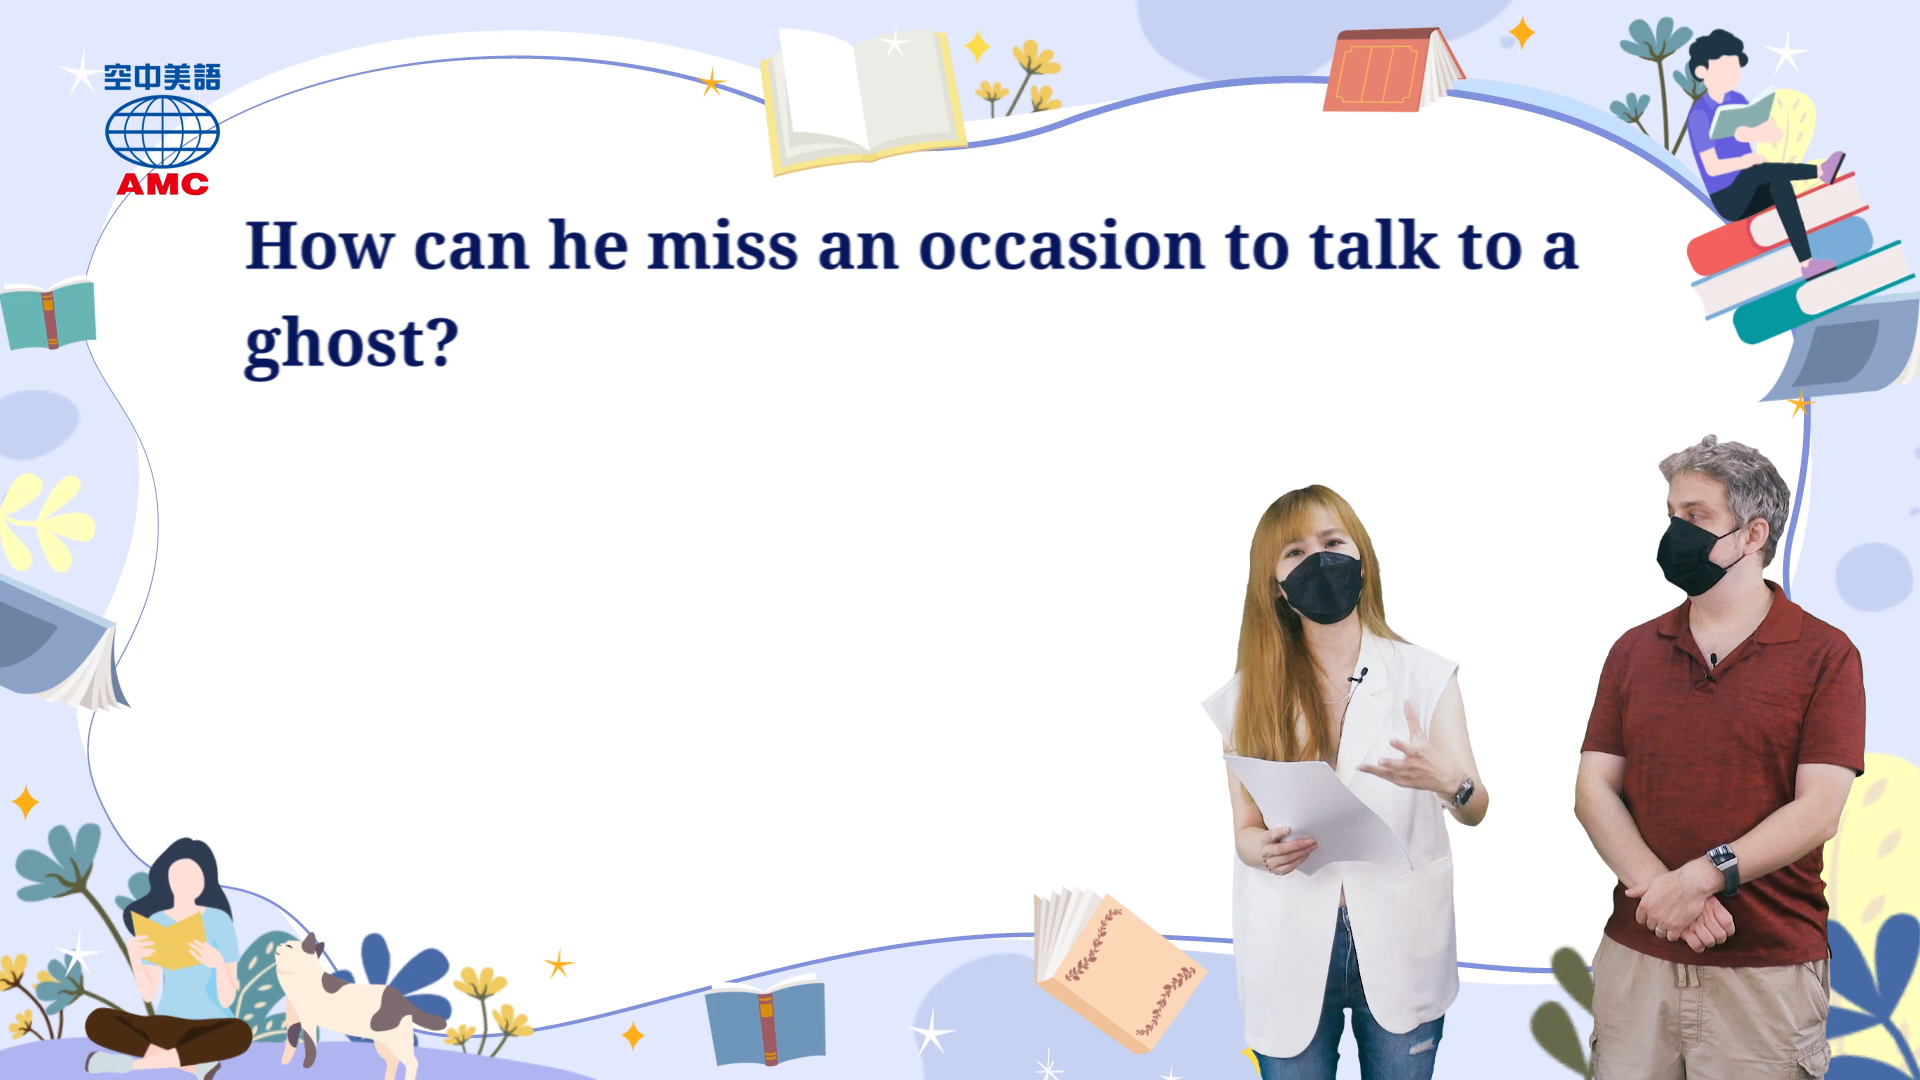 空中美語
AMC
How can he miss an occasion to talk to a
ghost?